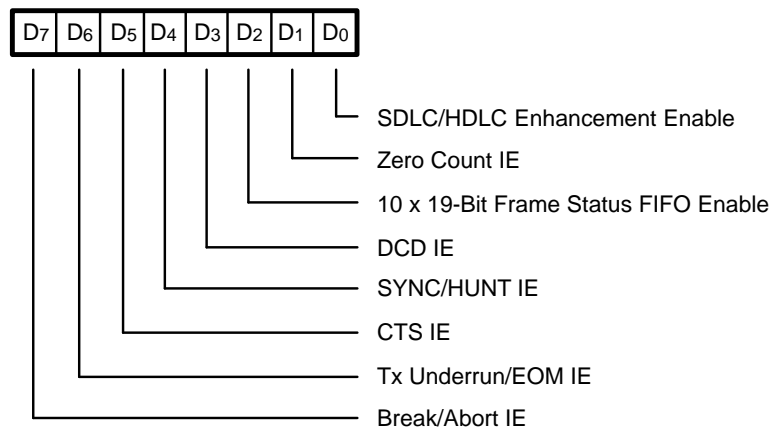 D7 D6 D5 D4 D3 D2 D1 D0
SDLC/HDLC Enhancement Enable
Zero Count IE
10 x 19-Bit Frame Status FIFO Enable
DCD IE
SYNC/HUNT IE
CTS IE
Tx Underrun/EOM IE
Break/Abort IE